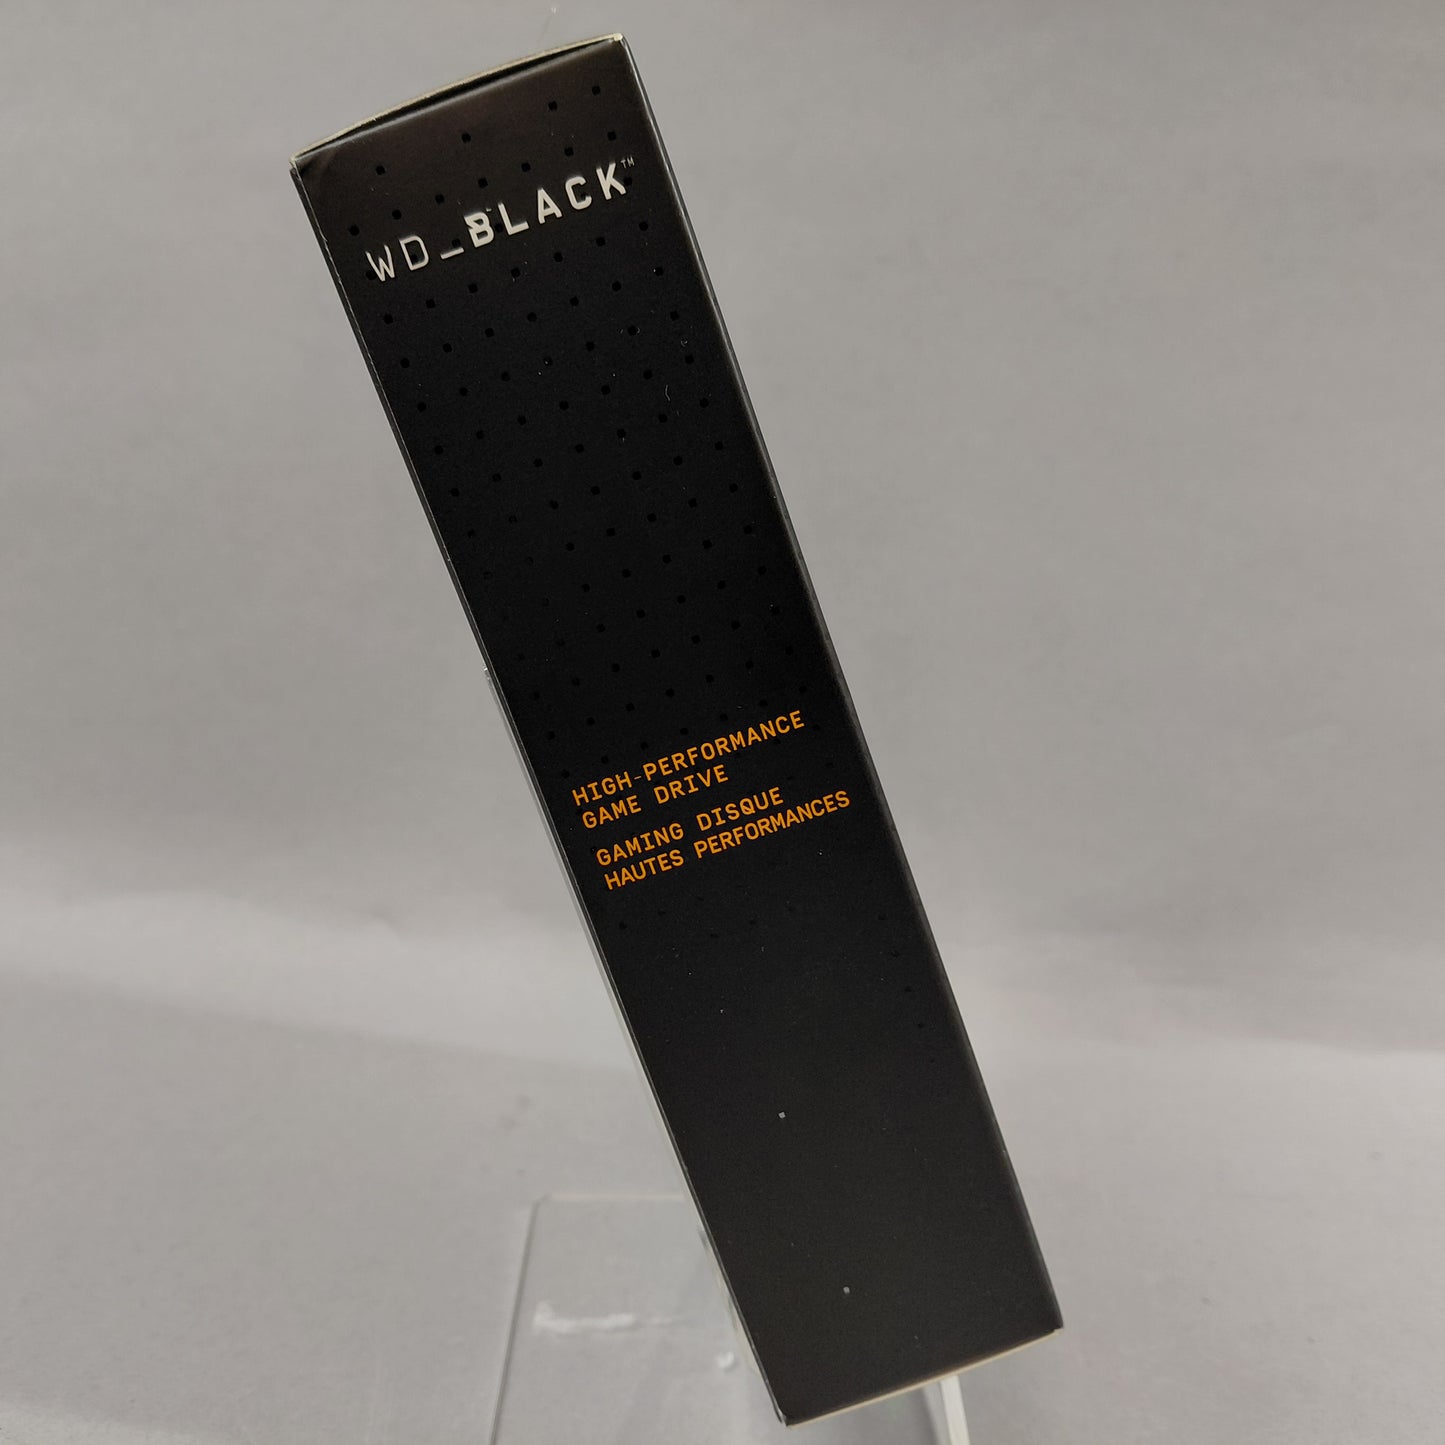 WD_BLACK™
HIGH-PERFORMANCE
GAME DRIVE
GAMING DISQUE
HAUTES PERFORMANCES